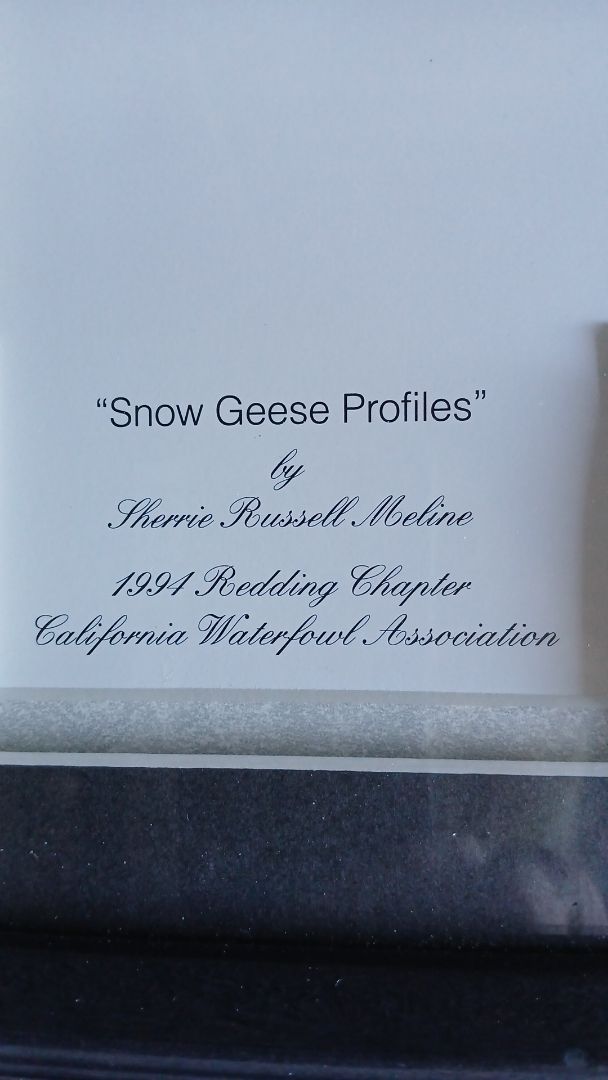 “Snow Geese Profiles”
by
Sherrie Russell Meline
1994 Redding Chapter
California Waterfowl Association